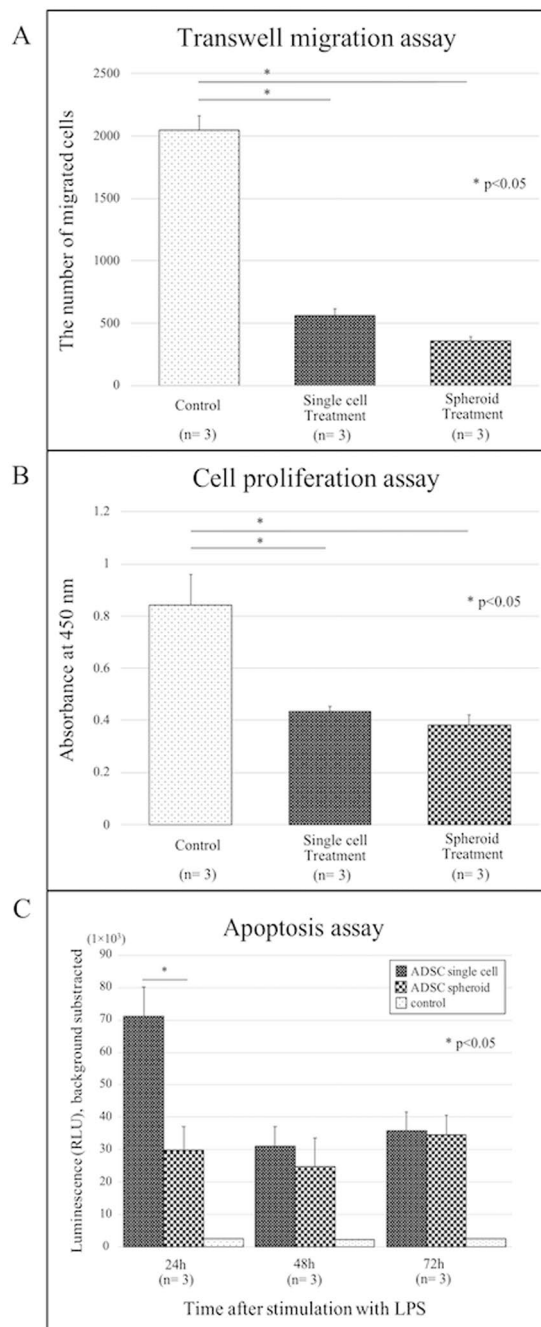 A
Transwell migration assay
The number of migrated cells
2500
2000
1500
1000
500
0
*
*
* p<0.05
Control
(n= 3)
Single cell
Treatment
(n= 3)
Spheroid
Treatment
(n= 3)
B
Cell proliferation assay
Absorbance at 450 nm
1.2
1
0.8
0.6
0.4
0.2
0
*
*
* p<0.05
Control
(n= 3)
Single cell
Treatment
(n= 3)
Spheroid
Treatment
(n= 3)
C
Apoptosis assay
(1×10³)
Luminescence (RLU), background substracted
90
80
70
60
50
40
30
20
10
0
*
ADSC single cell
ADSC spheroid
control
* p<0.05
24h
(n= 3)
48h
(n= 3)
72h
(n= 3)
Time after stimulation with LPS